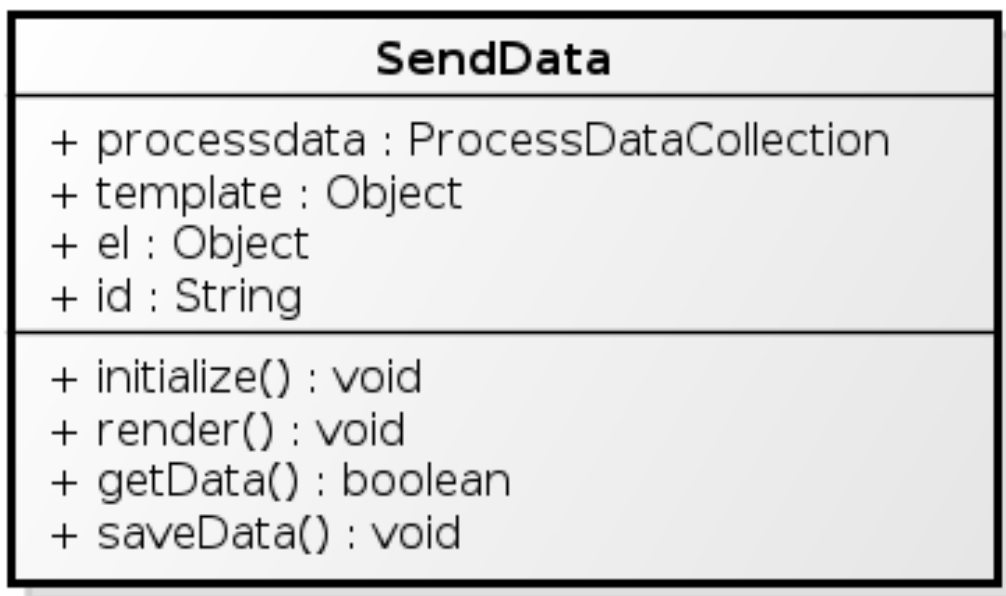 SendData
+ processdata : ProcessDataCollection
+ template : Object
+ el : Object
+ id : String
+ initialize() : void
+ render() : void
+ getData() : boolean
+ saveData() : void